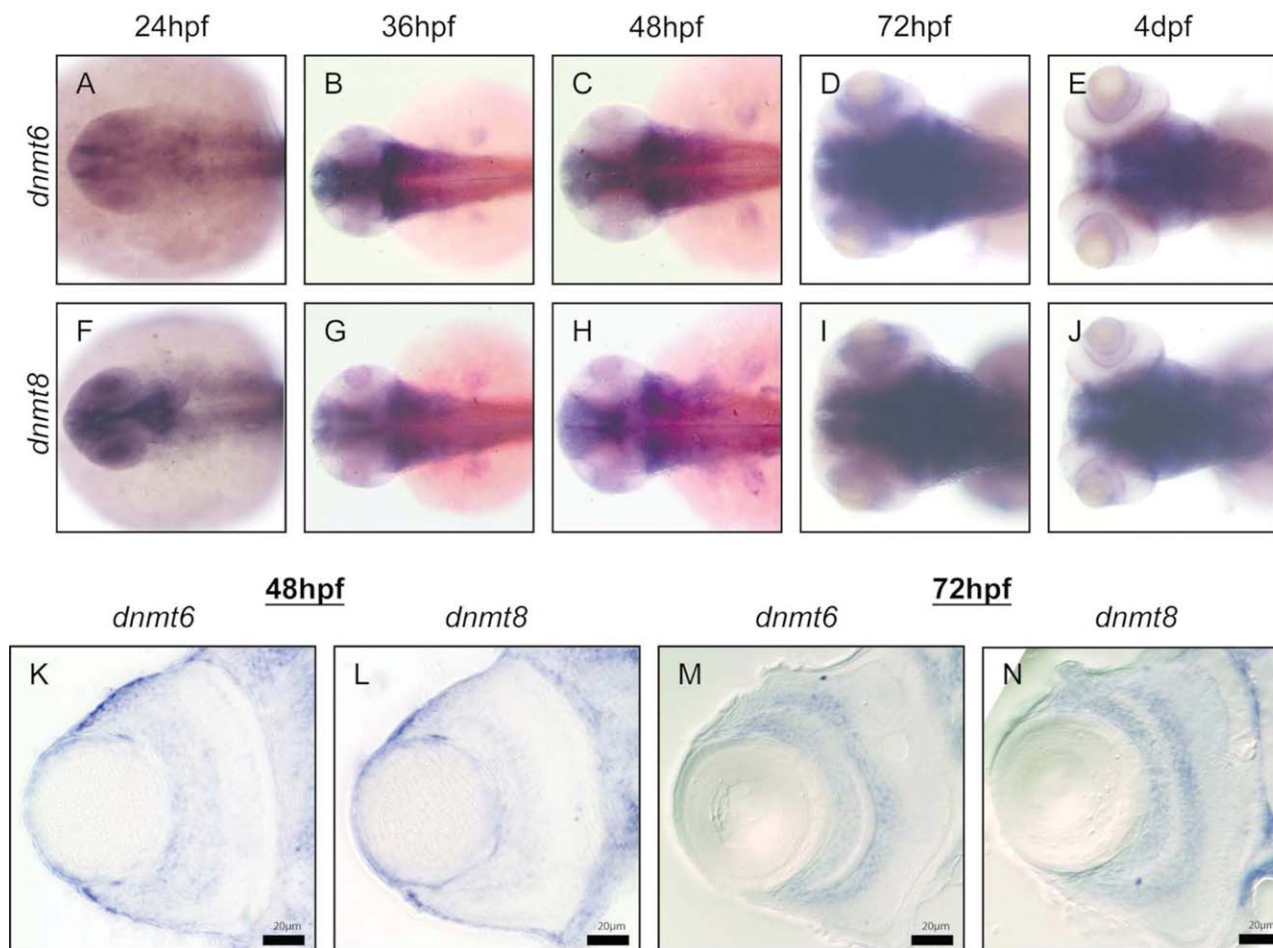 24hpf 36hpf 48hpf 72hpf 4dpf
dnmt6
A B C D E
dnmt8
F G H I J
48hpf 72hpf
dnmt6 dnmt8 dnmt6 dnmt8
K L M N
20µm 20µm 20µm 20µm